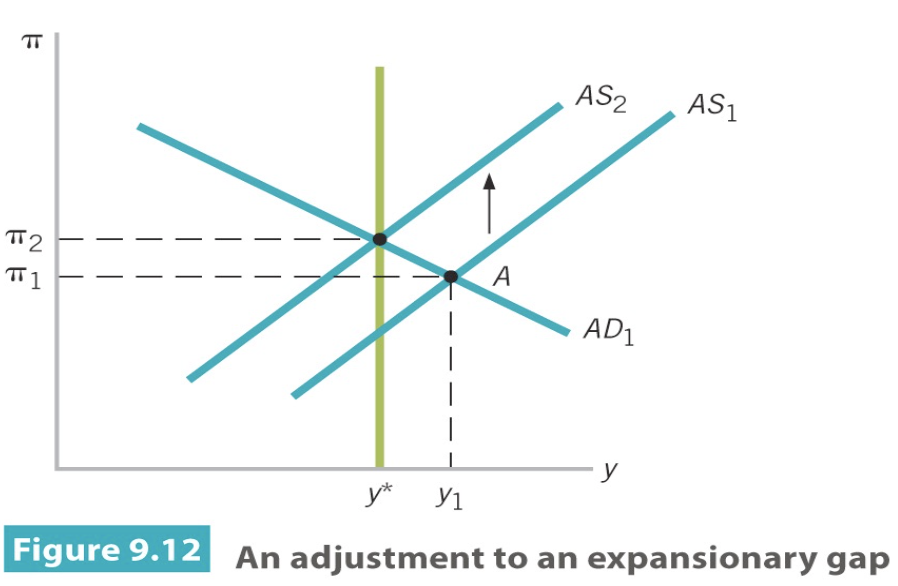 π
AS₂
AS₁
π₂
π₁
A
AD₁
y
y*
y₁
Figure 9.12 An adjustment to an expansionary gap